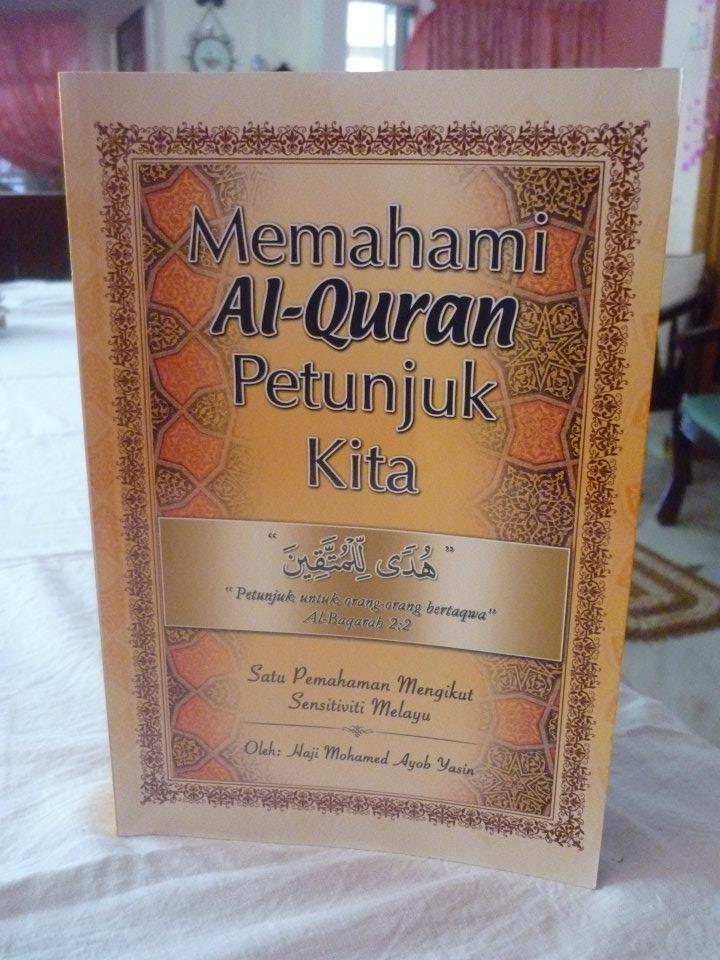 Memahami
Al-Quran
Petunjuk
Kita
" هُدًى لِّلْمُتَّقِينَ "
"Petunjuk untuk orang-orang bertaqwa"
Al-Baqarah 2:2
Satu Pemahaman Mengikut
Sensitiviti Melayu
Oleh: Haji Mohamed Ayob Yasin